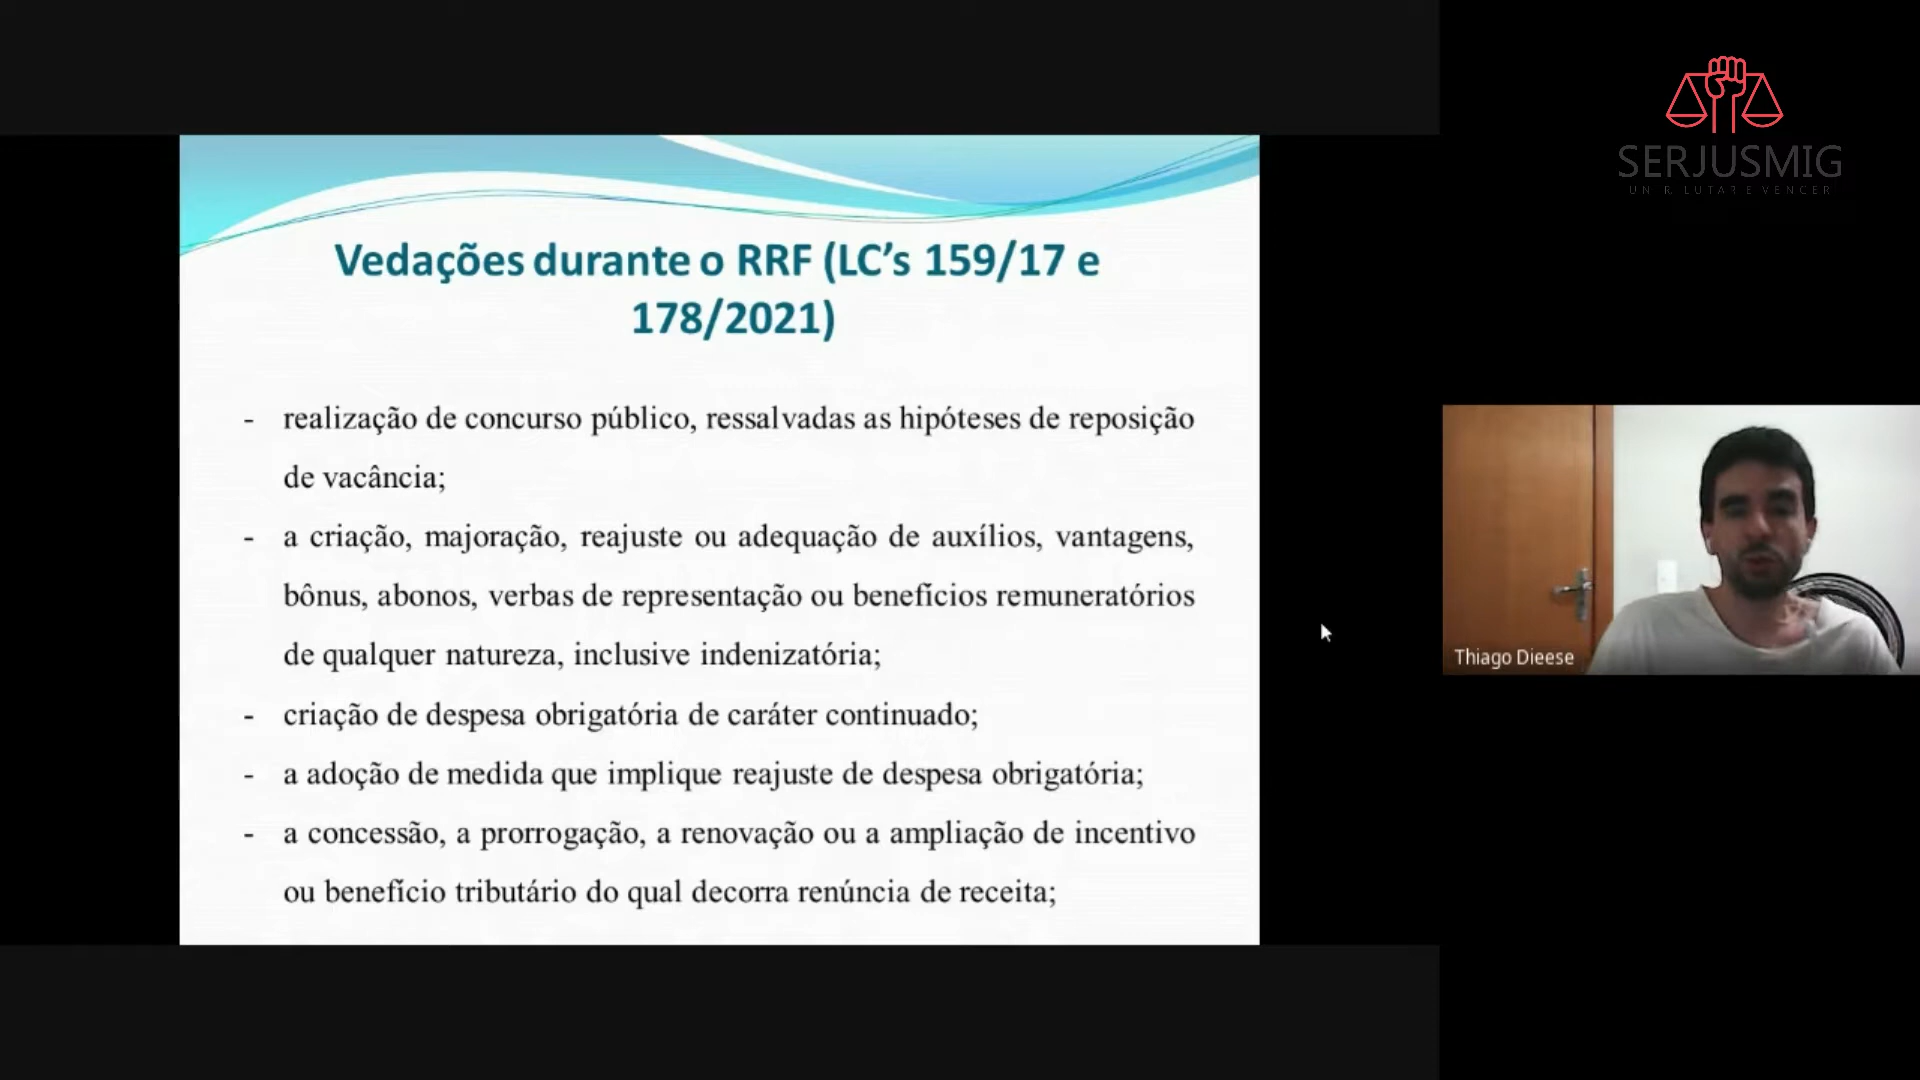 SERJUSMIG
UNIR, LUTAR E VENCER
Vedações durante o RRF (LC’s 159/17 e
178/2021)
- realização de concurso público, ressalvadas as hipóteses de reposição
de vacância;
- a criação, majoração, reajuste ou adequação de auxílios, vantagens,
bônus, abonos, verbas de representação ou benefícios remuneratórios
de qualquer natureza, inclusive indenizatória;
- criação de despesa obrigatória de caráter continuado;
- a adoção de medida que implique reajuste de despesa obrigatória;
- a concessão, a prorrogação, a renovação ou a ampliação de incentivo
ou benefício tributário do qual decorra renúncia de receita;
Thiago Dieese